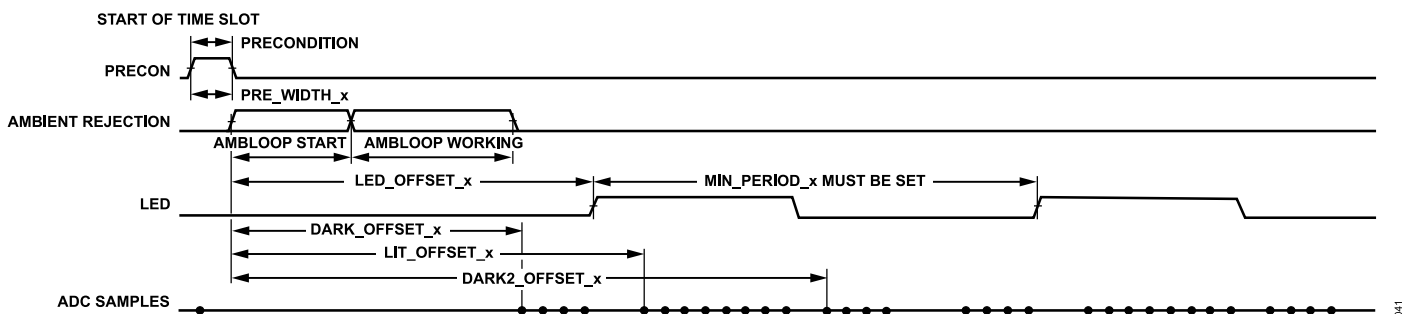 START OF TIME SLOT
PRECONDITION
PRECON
PRE_WIDTH_x
AMBIENT REJECTION
AMBLOOP START
AMBLOOP WORKING
LED_OFFSET_x
MIN_PERIOD_x MUST BE SET
LED
DARK_OFFSET_x
LIT_OFFSET_x
DARK2_OFFSET_x
ADC SAMPLES
041